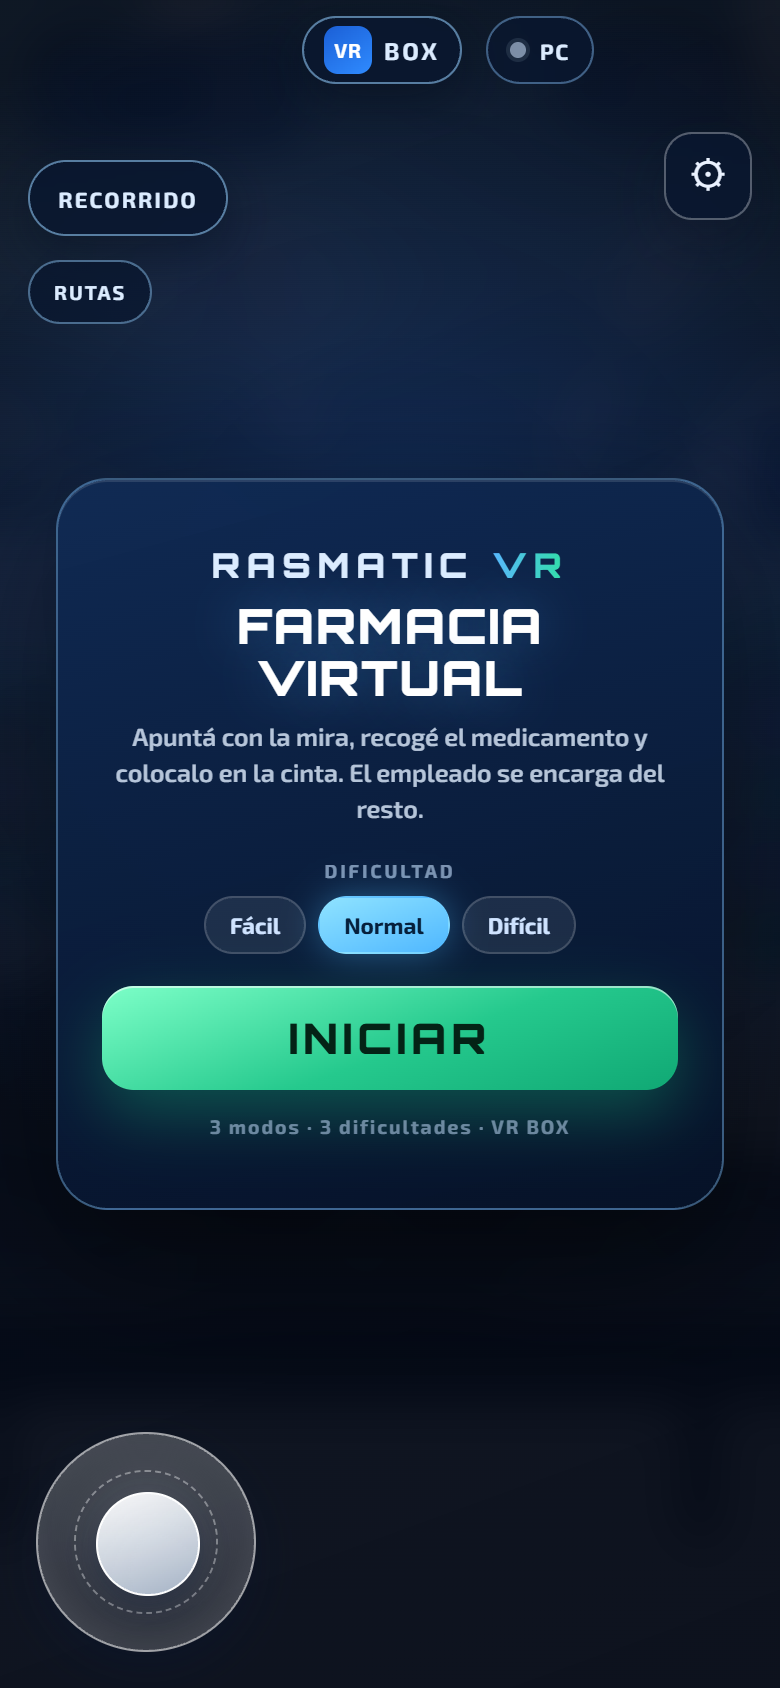 VR BOX
PC
RECORRIDO
RUTAS
RASMATIC VR
FARMACIA
VIRTUAL
Apuntá con la mira, recogé el medicamento y
colocalo en la cinta. El empleado se encarga del
resto.
DIFICULTAD
Fácil
Normal
Difícil
INICIAR
3 modos · 3 dificultades · VR BOX